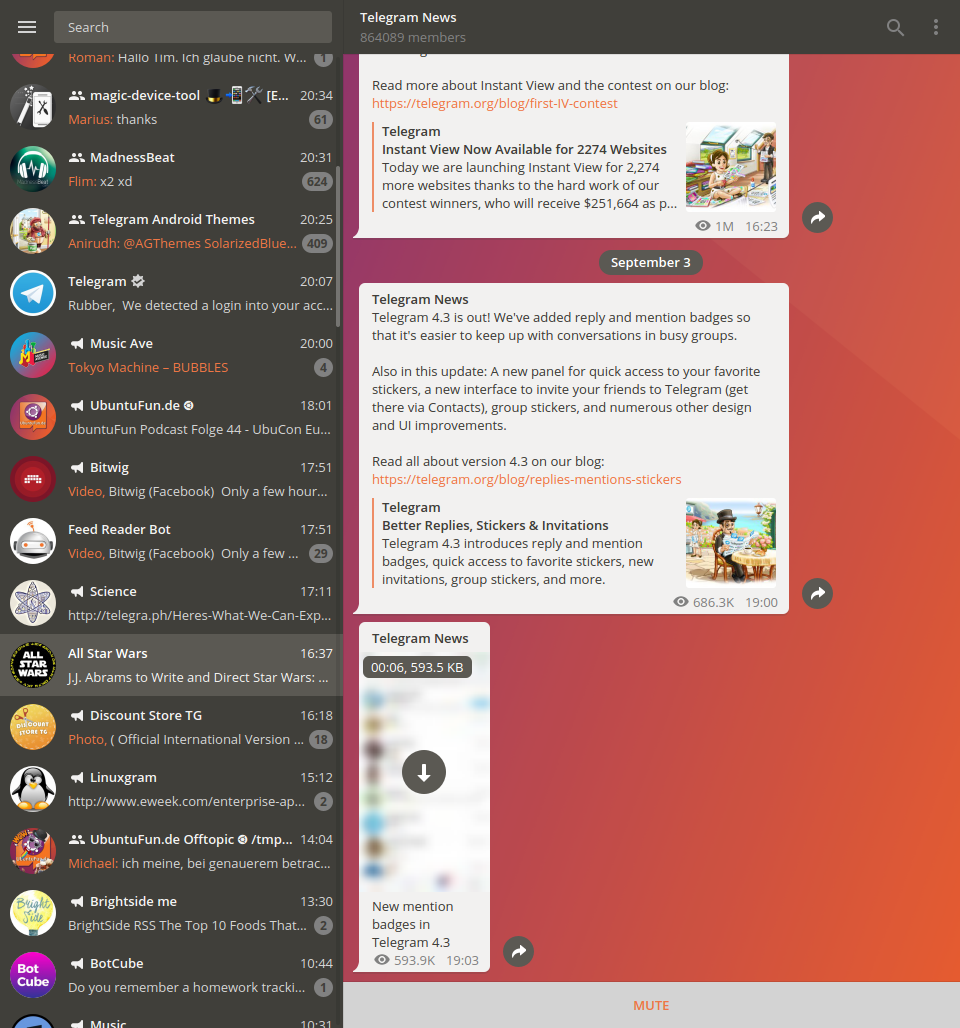 Search
Roman: Hallo Tim. Ich glaube nicht. W...
1
magic-device-tool 🎩📲🛠 [E... 20:34
Marius: thanks 61
MadnessBeat 20:31
Flim: x2 xd 624
Telegram Android Themes 20:25
Anirudh: @AGThemes SolarizedBlue... 409
Telegram 20:07
Rubber,  We detected a login into your acc...
Music Ave 20:00
Tokyo Machine – BUBBLES 4
UbuntuFun.de 18:01
UbuntuFun Podcast Folge 44 - UbuCon Eu...
Bitwig 17:51
Video, Bitwig (Facebook)  Only a few hour...
Feed Reader Bot 17:51
Video, Bitwig (Facebook)  Only a few ... 29
Science 17:11
http://telegra.ph/Heres-What-We-Can-Exp...
ALL
STAR
WARS
All Star Wars 16:37
J.J. Abrams to Write and Direct Star Wars: ...
DISCOUNT
STORE TG
Discount Store TG 16:18
Photo, ( Official International Version ... 18
Linuxgram 15:12
http://www.eweek.com/enterprise-ap... 2
UbuntuFun.de Offtopic /tmp... 14:04
Michael: ich meine, bei genauerem betrac...
Bright
Side
Brightside me 13:30
BrightSide RSS The Top 10 Foods That... 2
Bot
Cube
BotCube 10:44
Do you remember a homework tracki... 1
Music 10:31
Telegram News
864089 members
Read more about Instant View and the contest on our blog:
https://telegram.org/blog/first-IV-contest
Telegram
Instant View Now Available for 2274 Websites
Today we are launching Instant View for 2,274
more websites thanks to the hard work of our
contest winners, who will receive $251,664 as p...
1M 16:23
September 3
Telegram News
Telegram 4.3 is out! We've added reply and mention badges so
that it's easier to keep up with conversations in busy groups.
Also in this update: A new panel for quick access to your favorite
stickers, a new interface to invite your friends to Telegram (get
there via Contacts), group stickers, and numerous other design
and UI improvements.
Read all about version 4.3 on our blog:
https://telegram.org/blog/replies-mentions-stickers
Telegram
Better Replies, Stickers & Invitations
Telegram 4.3 introduces reply and mention
badges, quick access to favorite stickers, new
invitations, group stickers, and more.
686.3K 19:00
Telegram News
00:06, 593.5 KB
New mention
badges in
Telegram 4.3
593.9K 19:03
MUTE